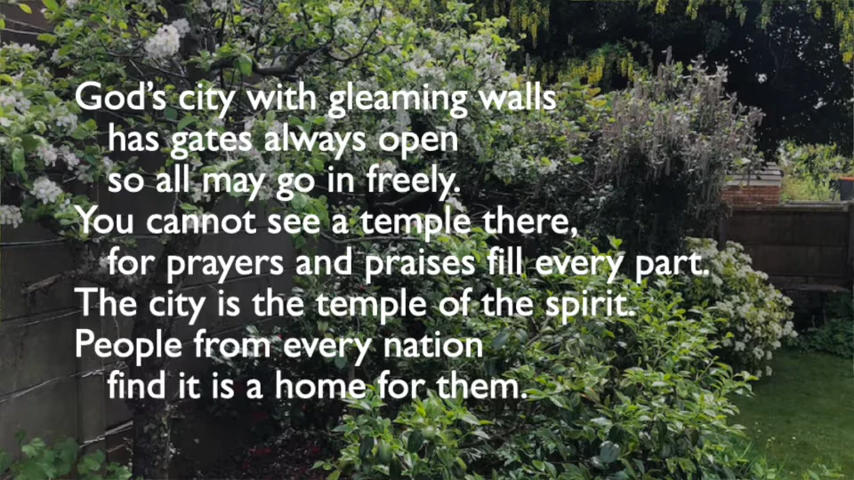 God's city with gleaming walls
has gates always open
so all may go in freely.
You cannot see a temple there,
for prayers and praises fill every part.
The city is the temple of the spirit.
People from every nation
find it is a home for them.